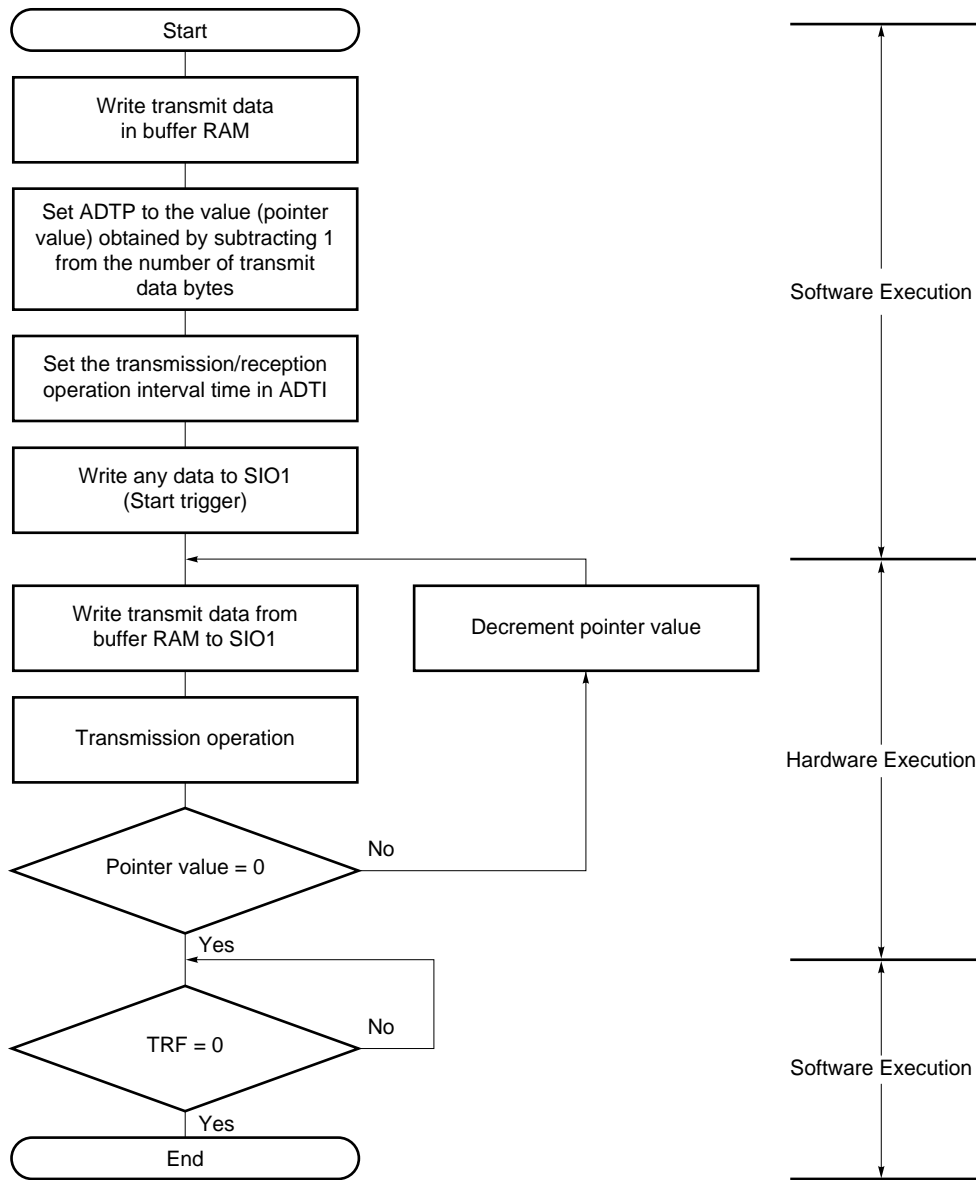 Start
Write transmit data
in buffer RAM
Set ADTP to the value (pointer
value) obtained by subtracting 1
from the number of transmit
data bytes
Software Execution
Set the transmission/reception
operation interval time in ADTI
Write any data to SIO1
(Start trigger)
Write transmit data from
buffer RAM to SIO1
Decrement pointer value
Transmission operation
Hardware Execution
Pointer value = 0
No
Yes
TRF = 0
No
Software Execution
Yes
End